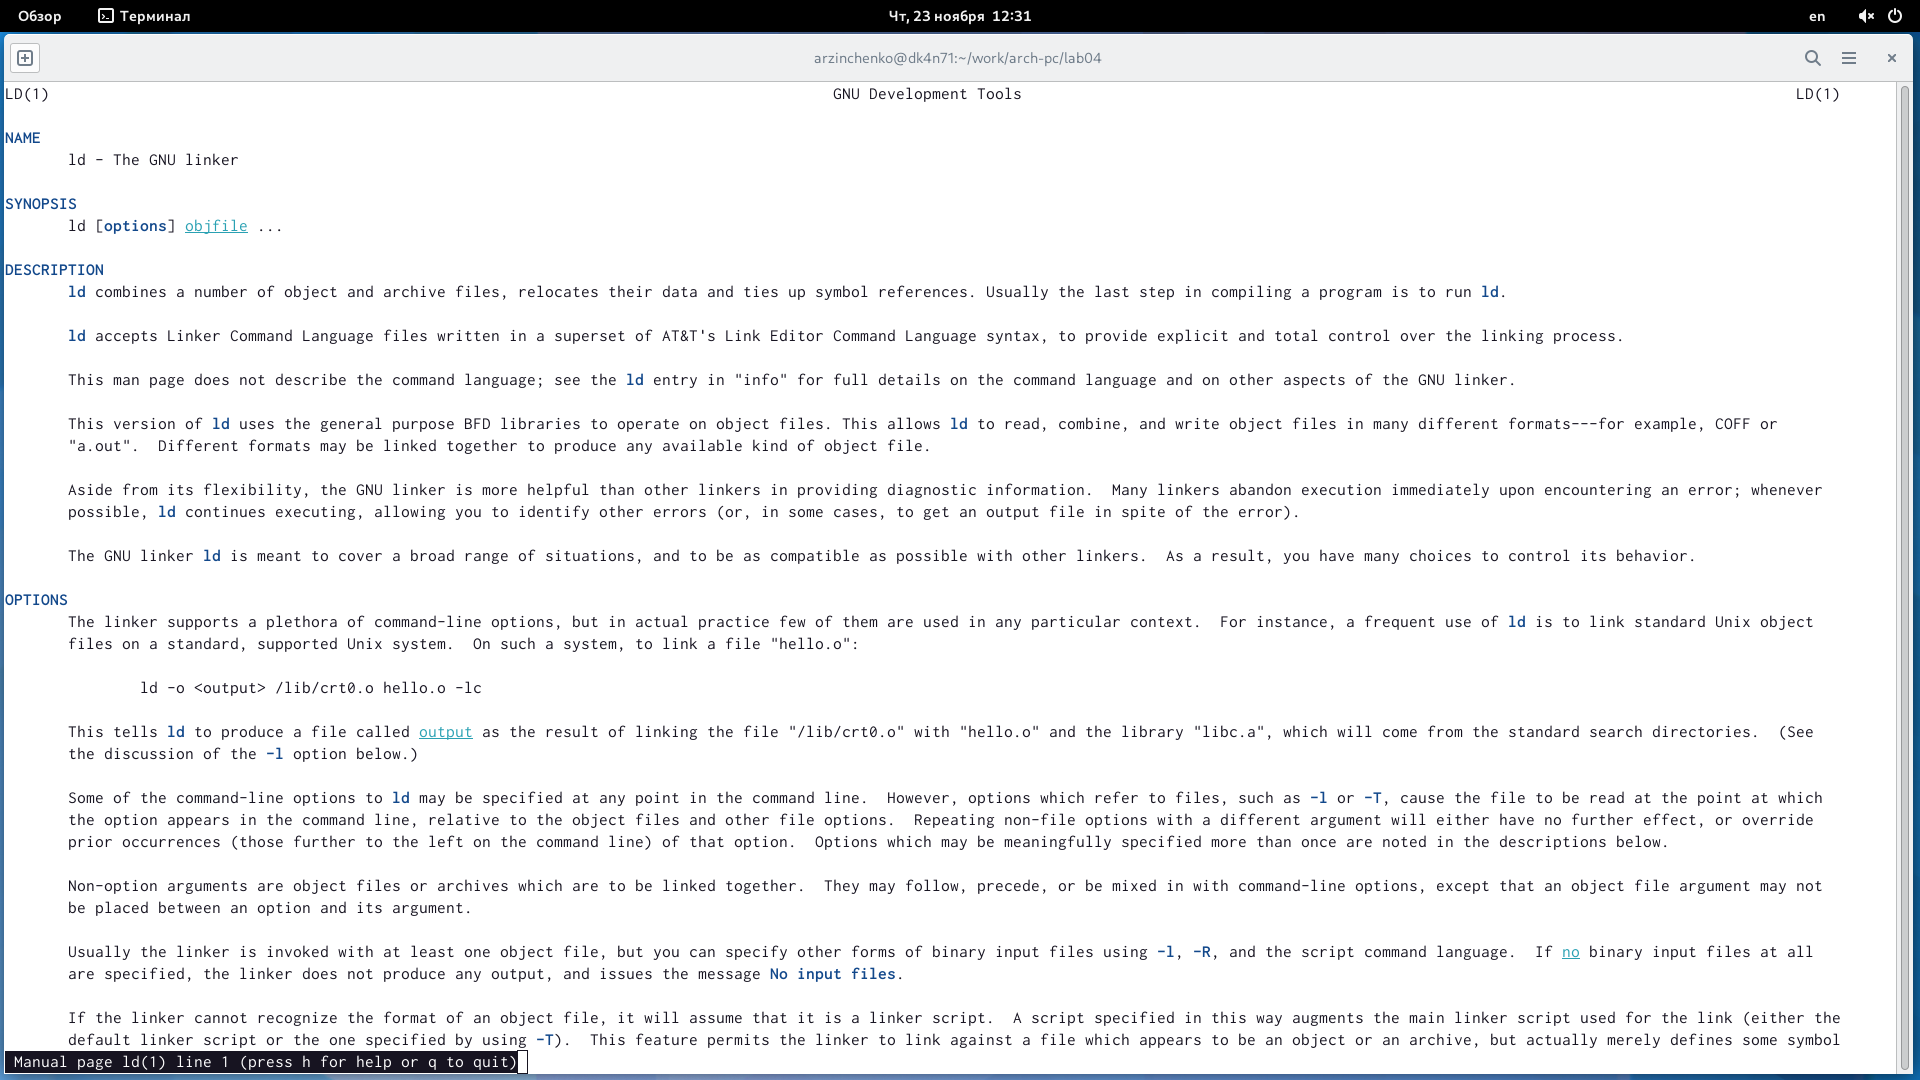 Обзор Терминал Чт, 23 ноября 12:31 en
arzinchenko@dk4n71:~/work/arch-pc/lab04
LD(1) GNU Development Tools LD(1)
NAME
ld - The GNU linker
SYNOPSIS
ld [options] objfile ...
DESCRIPTION
ld combines a number of object and archive files, relocates their data and ties up symbol references. Usually the last step in compiling a program is to run ld.
ld accepts Linker Command Language files written in a superset of AT&T's Link Editor Command Language syntax, to provide explicit and total control over the linking process.
This man page does not describe the command language; see the ld entry in "info" for full details on the command language and on other aspects of the GNU linker.
This version of ld uses the general purpose BFD libraries to operate on object files. This allows ld to read, combine, and write object files in many different formats---for example, COFF or
"a.out".  Different formats may be linked together to produce any available kind of object file.
Aside from its flexibility, the GNU linker is more helpful than other linkers in providing diagnostic information.  Many linkers abandon execution immediately upon encountering an error; whenever
possible, ld continues executing, allowing you to identify other errors (or, in some cases, to get an output file in spite of the error).
The GNU linker ld is meant to cover a broad range of situations, and to be as compatible as possible with other linkers.  As a result, you have many choices to control its behavior.
OPTIONS
The linker supports a plethora of command-line options, but in actual practice few of them are used in any particular context.  For instance, a frequent use of ld is to link standard Unix object
files on a standard, supported Unix system.  On such a system, to link a file "hello.o":
ld -o <output> /lib/crt0.o hello.o -lc
This tells ld to produce a file called output as the result of linking the file "/lib/crt0.o" with "hello.o" and the library "libc.a", which will come from the standard search directories.  (See
the discussion of the -l option below.)
Some of the command-line options to ld may be specified at any point in the command line.  However, options which refer to files, such as -l or -T, cause the file to be read at the point at which
the option appears in the command line, relative to the object files and other file options.  Repeating non-file options with a different argument will either have no further effect, or override
prior occurrences (those further to the left on the command line) of that option.  Options which may be meaningfully specified more than once are noted in the descriptions below.
Non-option arguments are object files or archives which are to be linked together.  They may follow, precede, or be mixed in with command-line options, except that an object file argument may not
be placed between an option and its argument.
Usually the linker is invoked with at least one object file, but you can specify other forms of binary input files using -l, -R, and the script command language.  If no binary input files at all
are specified, the linker does not produce any output, and issues the message No input files.
If the linker cannot recognize the format of an object file, it will assume that it is a linker script.  A script specified in this way augments the main linker script used for the link (either the
default linker script or the one specified by using -T).  This feature permits the linker to link against a file which appears to be an object or an archive, but actually merely defines some symbol
Manual page ld(1) line 1 (press h for help or q to quit)